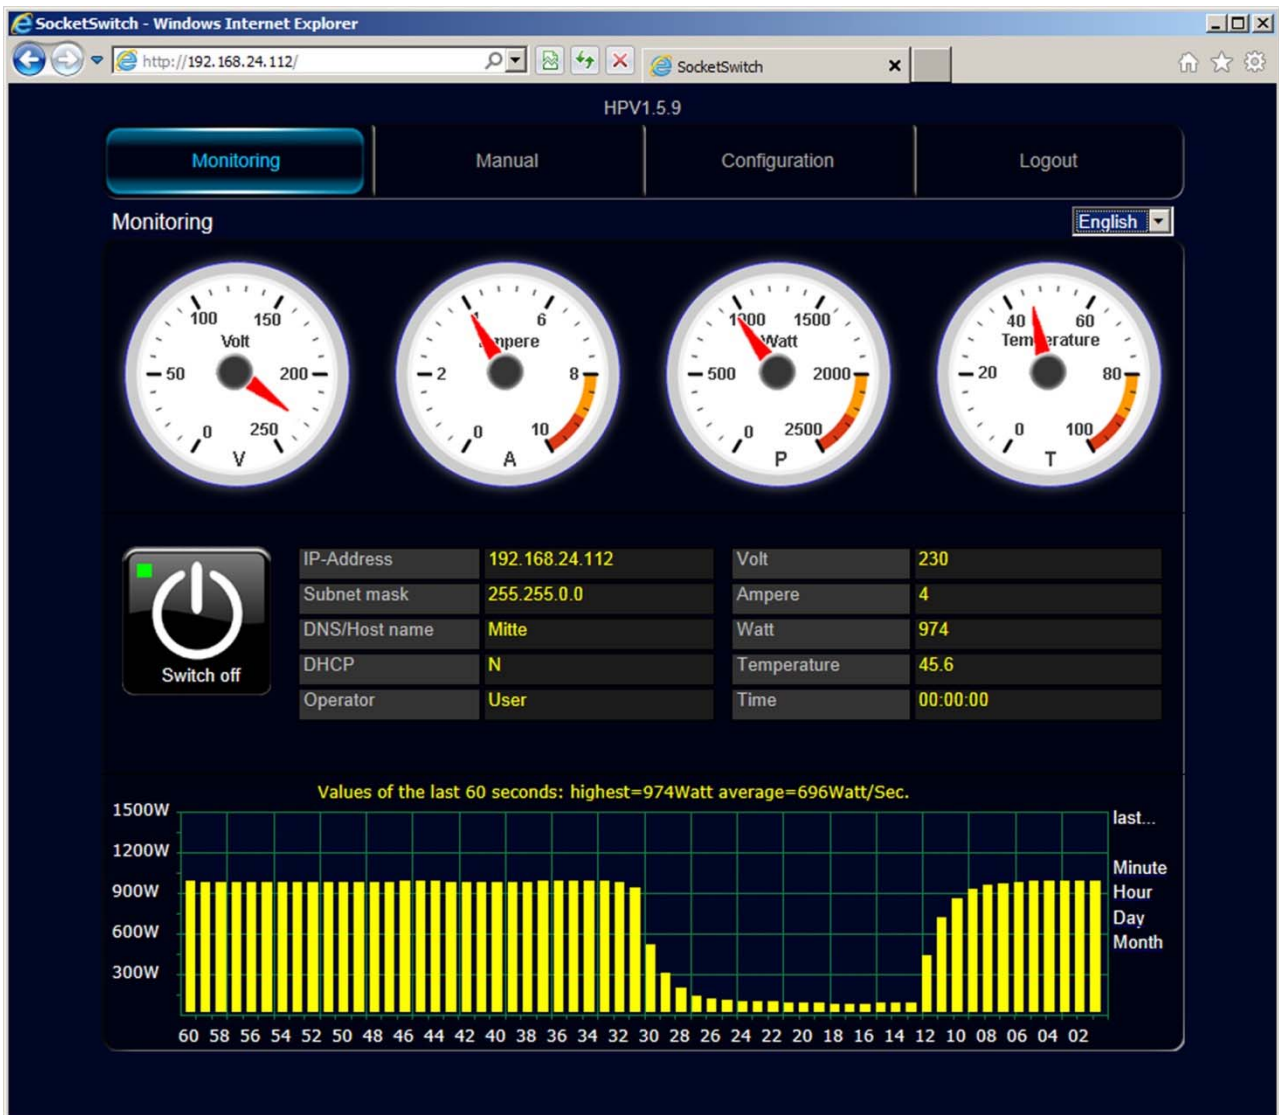 SocketSwitch - Windows Internet Explorer
http://192.168.24.112/
SocketSwitch
HPV1.5.9
Monitoring Manual Configuration Logout
Monitoring
English
100 150
Volt
50 200
0 250
V
6
2 8
0 10
A
1500
Watt
500 2000
0 2500
P
40 60
Temperature
20 80
0 100
T
Switch off
IP-Address 192.168.24.112 Volt 230
Subnet mask 255.255.0.0 Ampere 4
DNS/Host name Mitte Watt 974
DHCP N Temperature 45.6
Operator User Time 00:00:00
Values of the last 60 seconds: highest=974Watt average=696Watt/Sec.
1500W
1200W
900W
600W
300W
last...
Minute
Hour
Day
Month
60 58 56 54 52 50 48 46 44 42 40 38 36 34 32 30 28 26 24 22 20 18 16 14 12 10 08 06 04 02